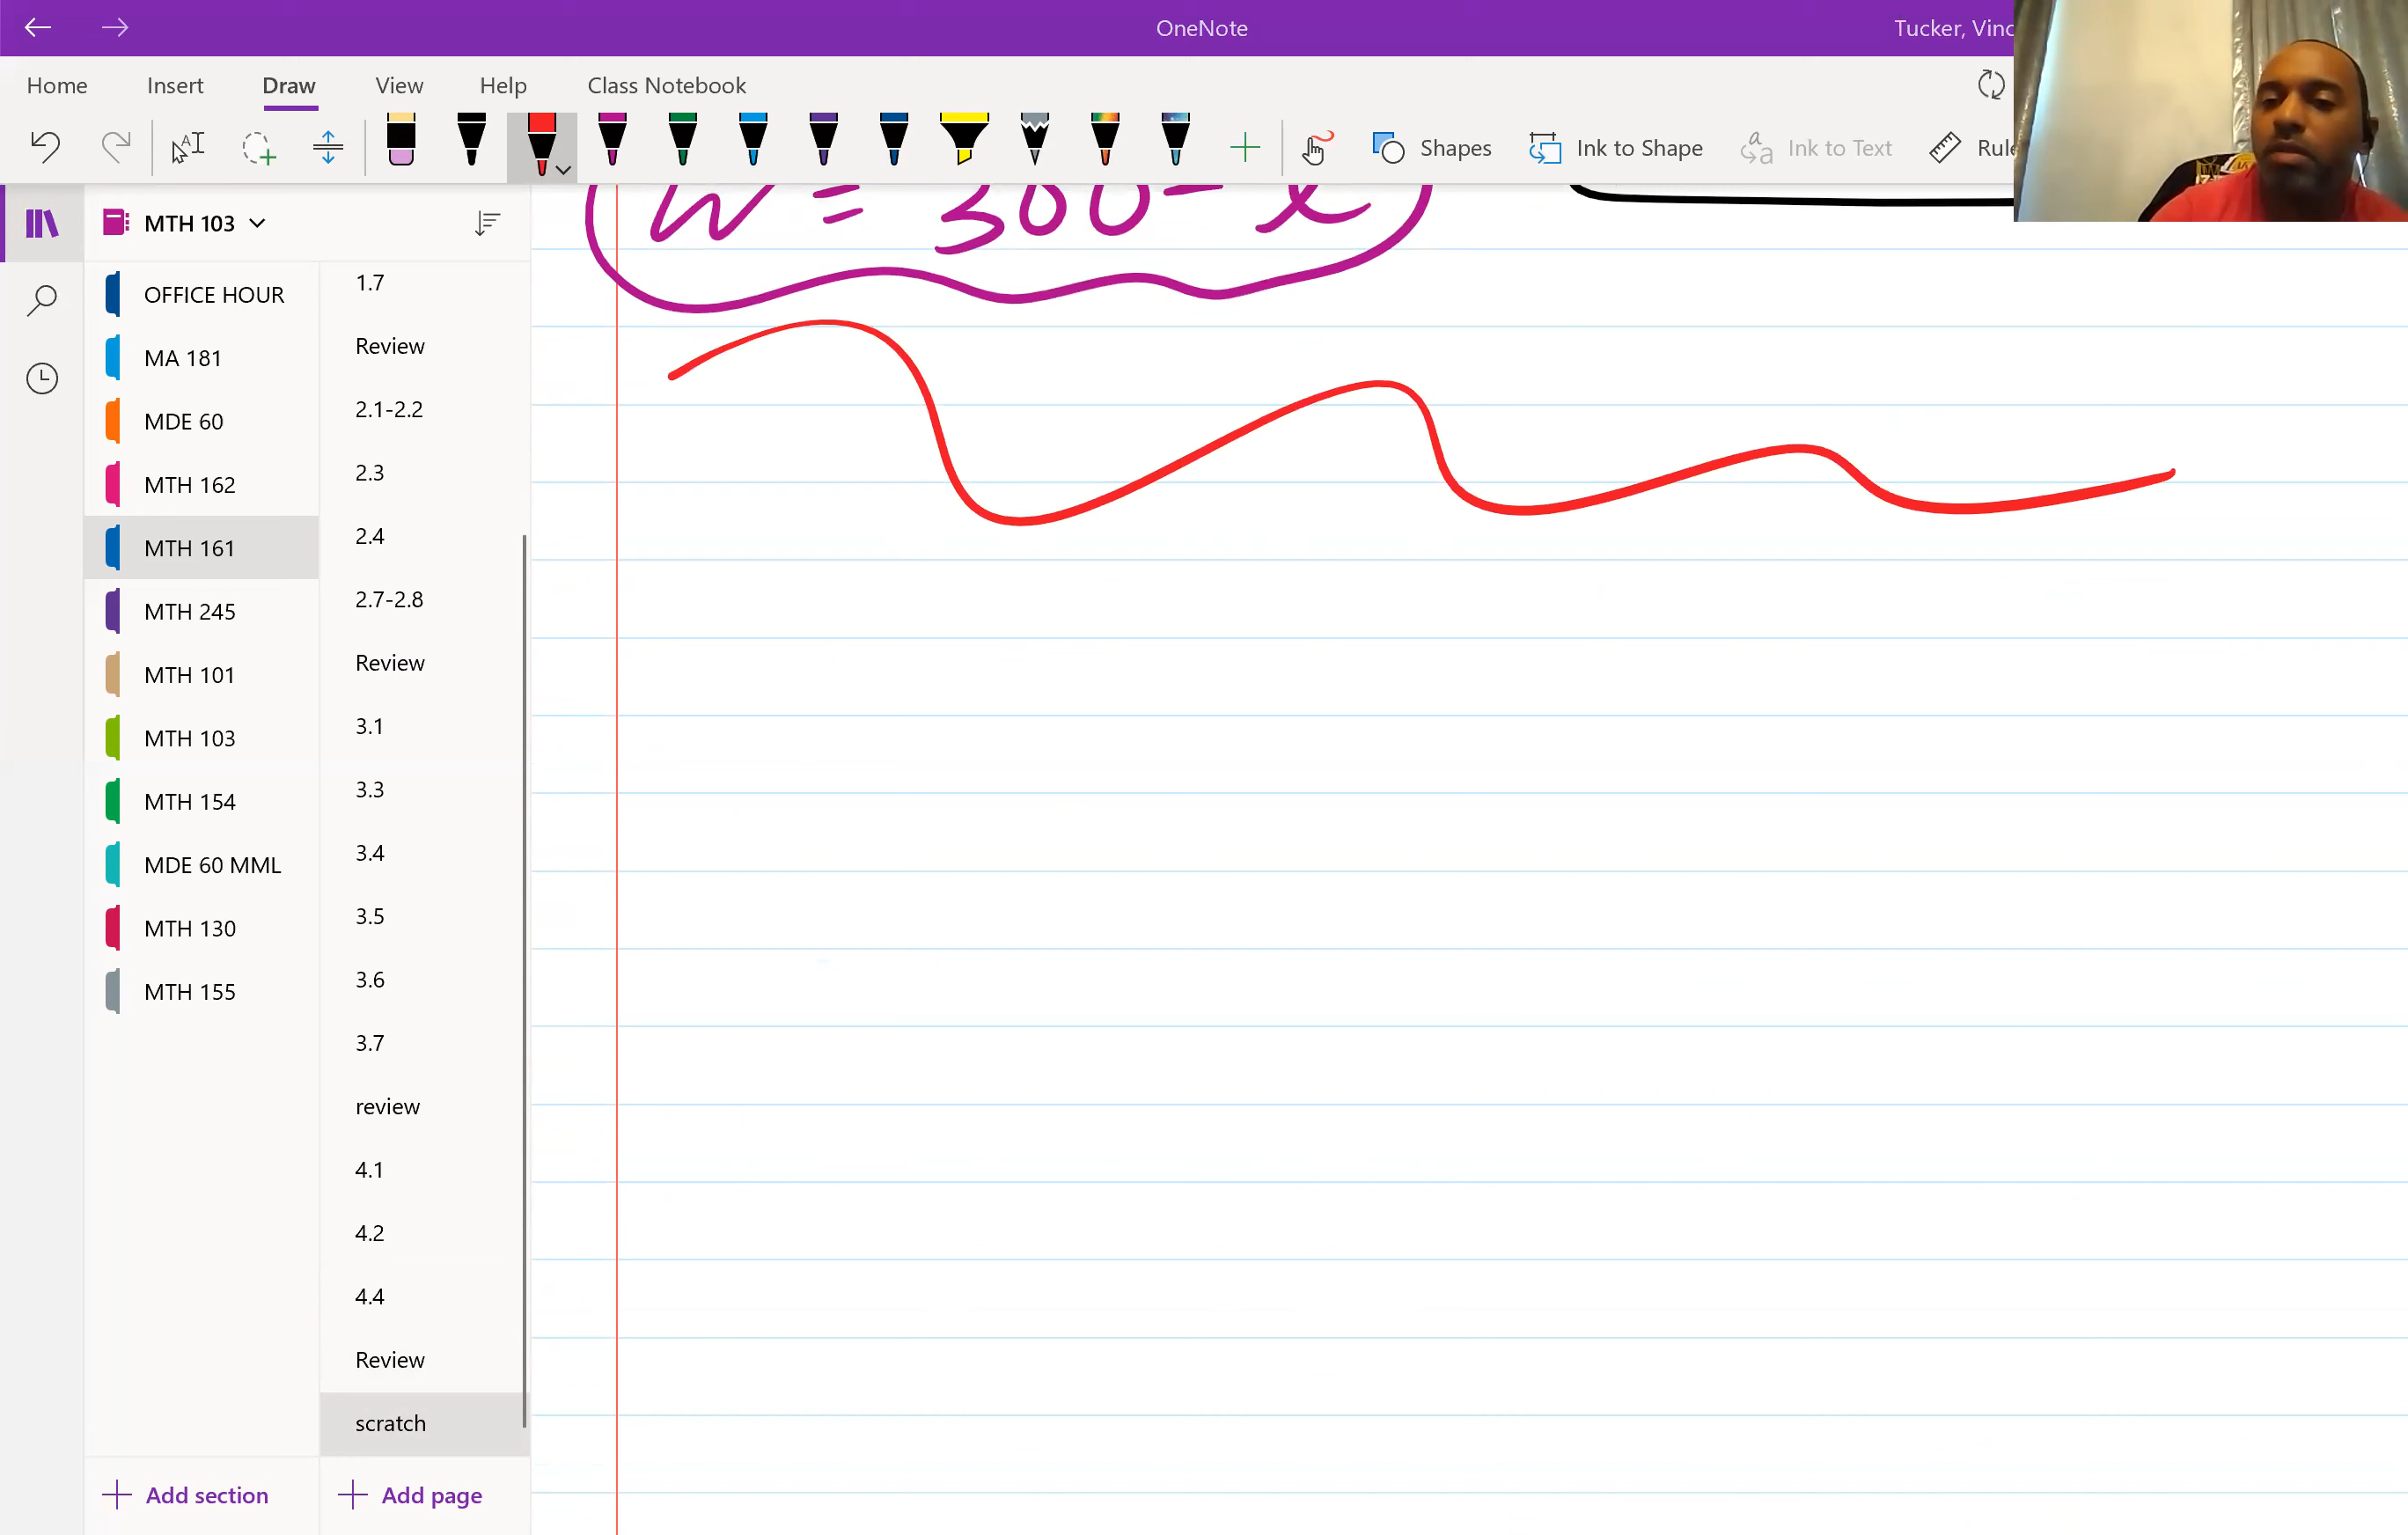 OneNote
Tucker, Vinc
Home Insert Draw View Help Class Notebook
Shapes Ink to Shape Ink to Text Rule
MTH 103
W = 300 - l
OFFICE HOUR
MA 181
MDE 60
MTH 162
MTH 161
MTH 245
MTH 101
MTH 103
MTH 154
MDE 60 MML
MTH 130
MTH 155
1.7
Review
2.1-2.2
2.3
2.4
2.7-2.8
Review
3.1
3.3
3.4
3.5
3.6
3.7
review
4.1
4.2
4.4
Review
scratch
Add section
Add page